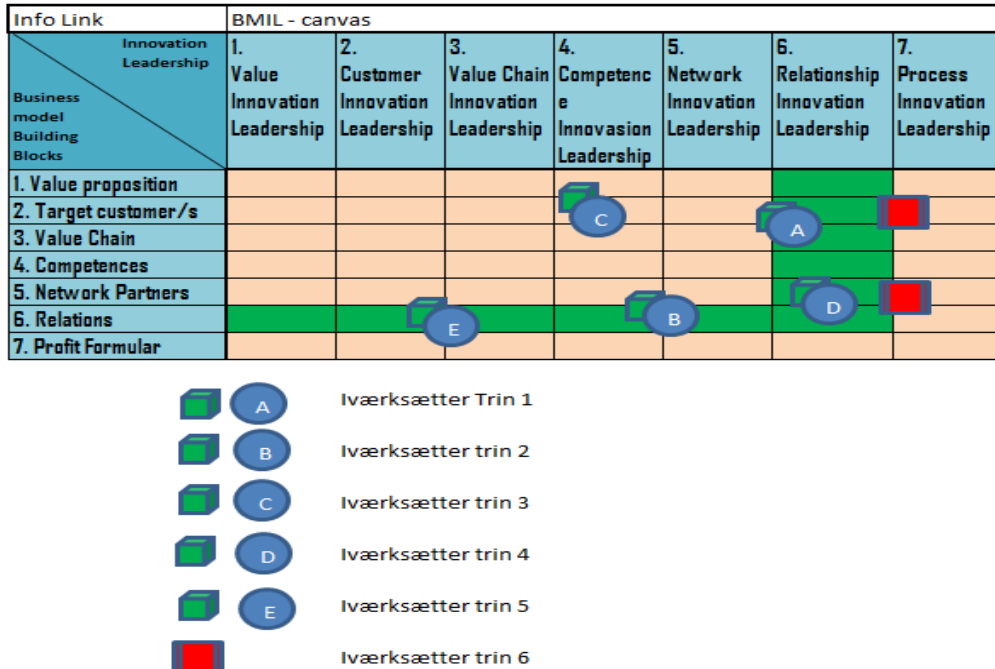 Info Link BMIL - canvas
Innovation
Leadership
Business
model
Building
Blocks
1.
Value
Innovation
Leadership
2.
Customer
Innovation
Leadership
3.
Value Chain
Innovation
Leadership
4.
Competenc
e
Innovasion
Leadership
5.
Network
Innovation
Leadership
6.
Relationship
Innovation
Leadership
7.
Process
Innovation
Leadership
1. Value proposition
2. Target customer/s
C
A
3. Value Chain
4. Competences
5. Network Partners
D
6. Relations
E
B
7. Profit Formular
A Iværksætter Trin 1
B Iværksætter trin 2
C Iværksætter trin 3
D Iværksætter trin 4
E Iværksætter trin 5
Iværksætter trin 6